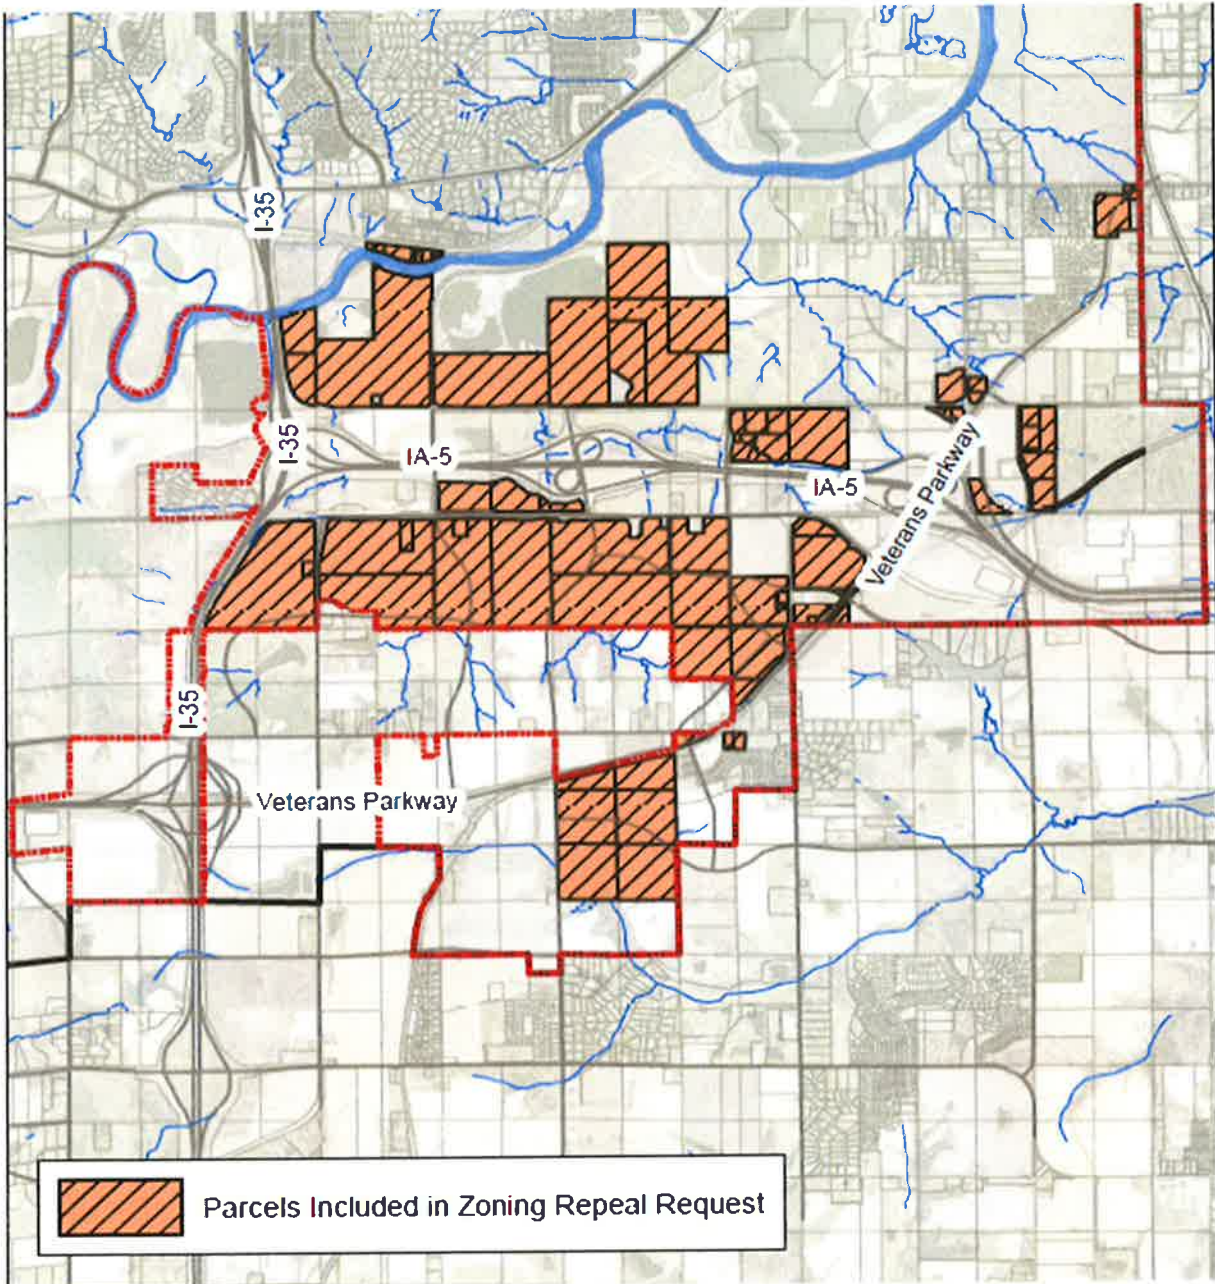 I-35
I-35
IA-5
IA-5
Veterans Parkway
I-35
Veterans Parkway
Parcels Included in Zoning Repeal Request